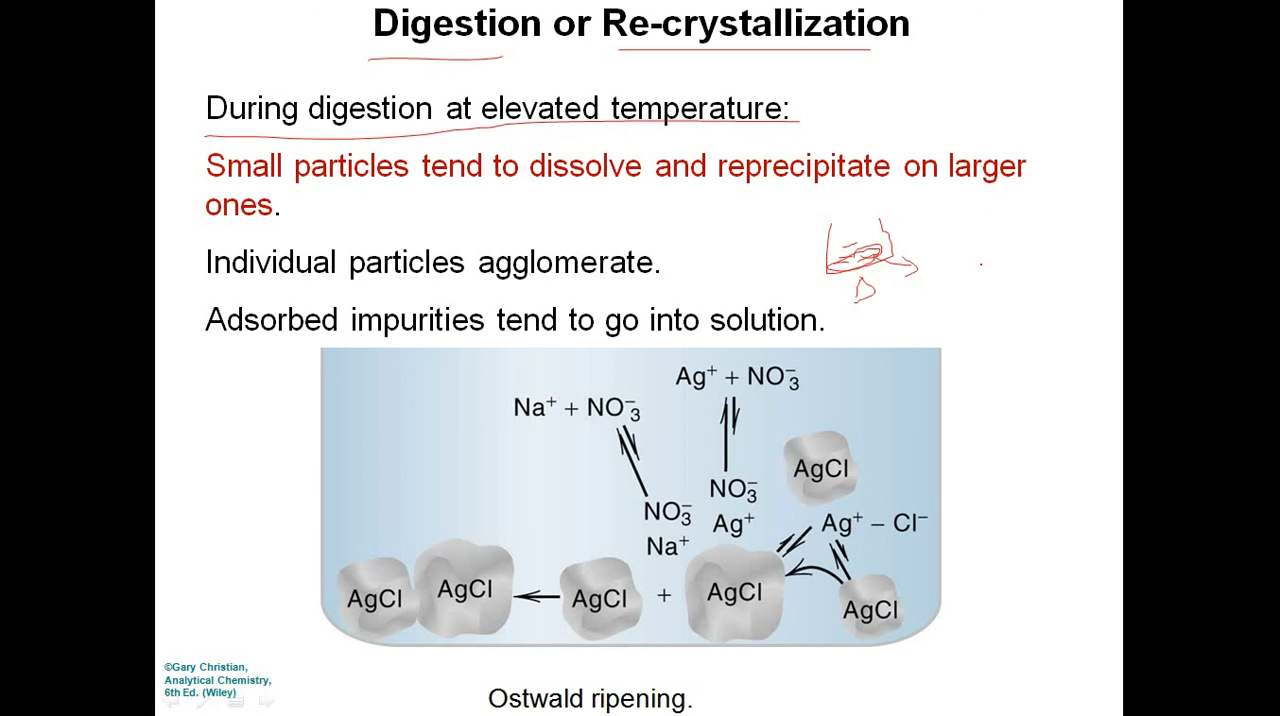 Digestion or Re-crystallization
During digestion at elevated temperature:
Small particles tend to dissolve and reprecipitate on larger
ones.
Individual particles agglomerate.
D
Adsorbed impurities tend to go into solution.
Ag⁺ + NO₃⁻
Na⁺ + NO₃⁻
AgCl
NO₃⁻
Ag⁺
NO₃⁻
Na⁺
Ag⁺ – Cl⁻
AgCl
AgCl
AgCl
+
AgCl
AgCl
©Gary Christian,
Analytical Chemistry,
6th Ed. (Wiley)
Ostwald ripening.